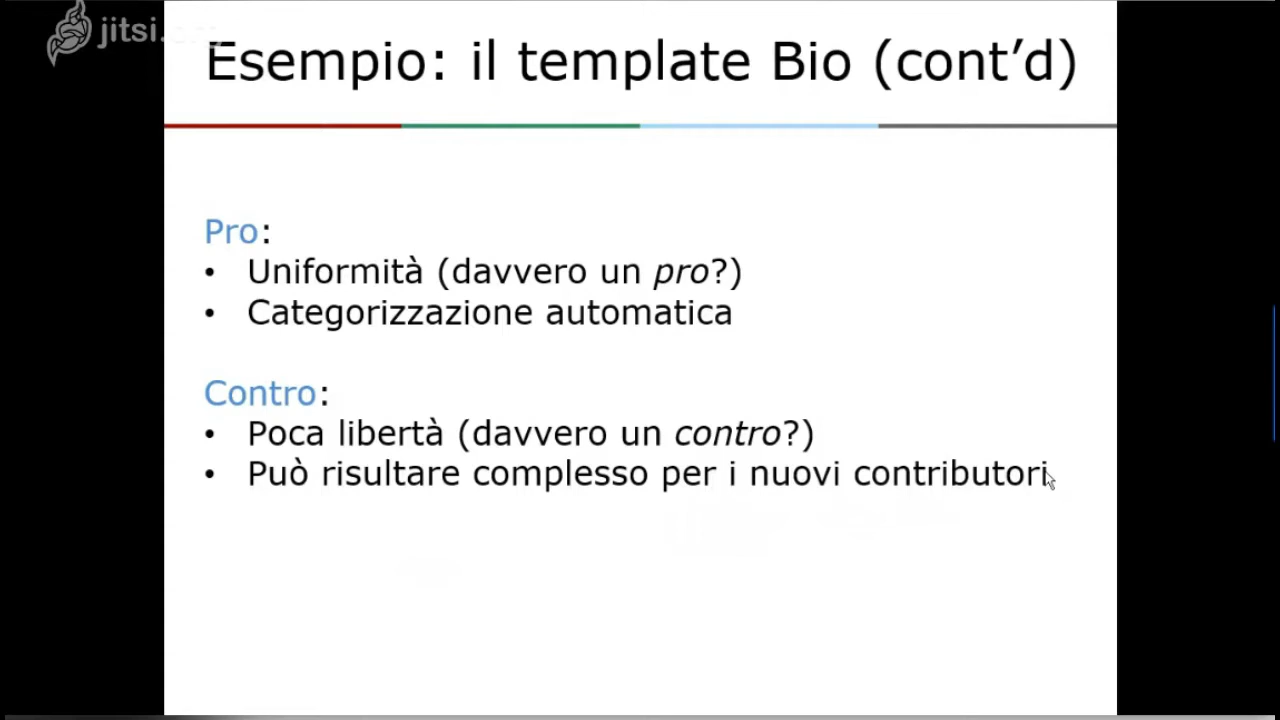 jitsi.org
Esempio: il template Bio (cont’d)
Pro:
• Uniformità (davvero un pro?)
• Categorizzazione automatica
Contro:
• Poca libertà (davvero un contro?)
• Può risultare complesso per i nuovi contributori